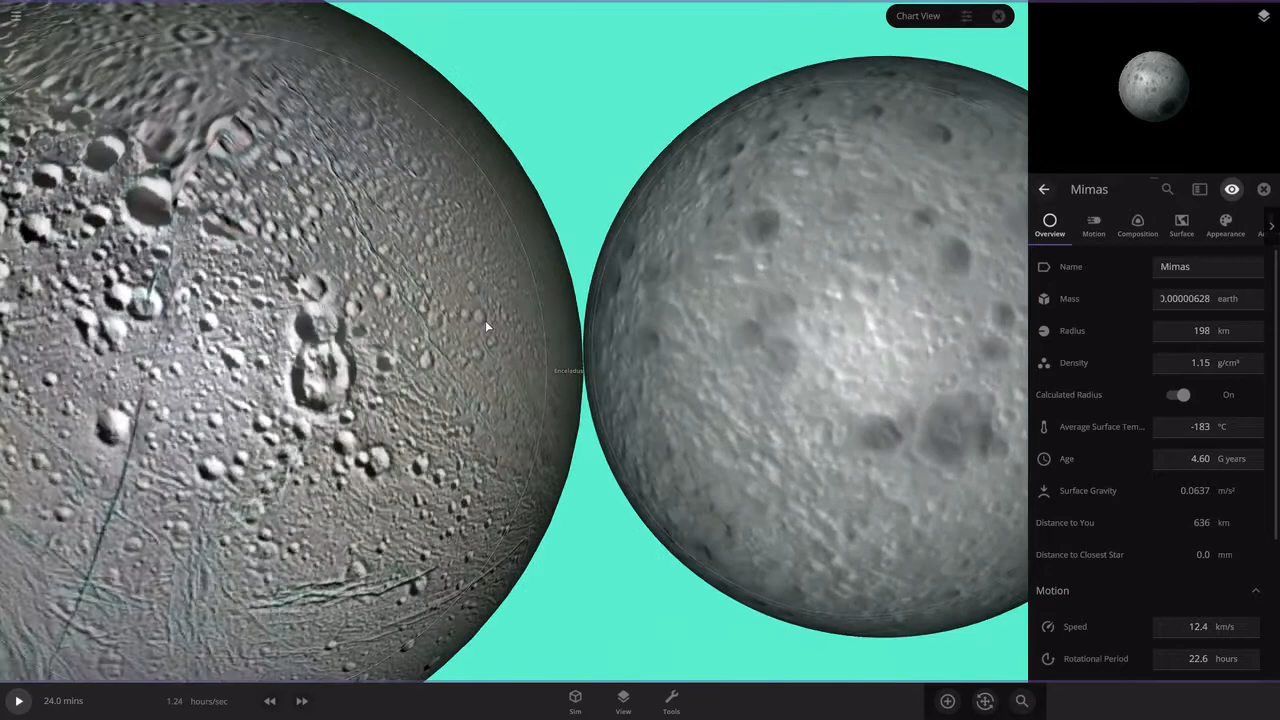 Chart View
Mimas
Overview
Motion
Composition
Surface
Appearance
Name Mimas
Mass 0.00000628 earth
Radius 198 km
Density 1.15 g/cm³
Calculated Radius On
Average Surface Tem...
-183 °C
Age 4.60 G years
Surface Gravity 0.0637 m/s²
Distance to You 636 km
Distance to Closest Star 0.0 mm
Motion
Speed 12.4 km/s
Rotational Period 22.6 hours
Enceladus
24.0 mins
1.24 hours/sec
Sim
View
Tools